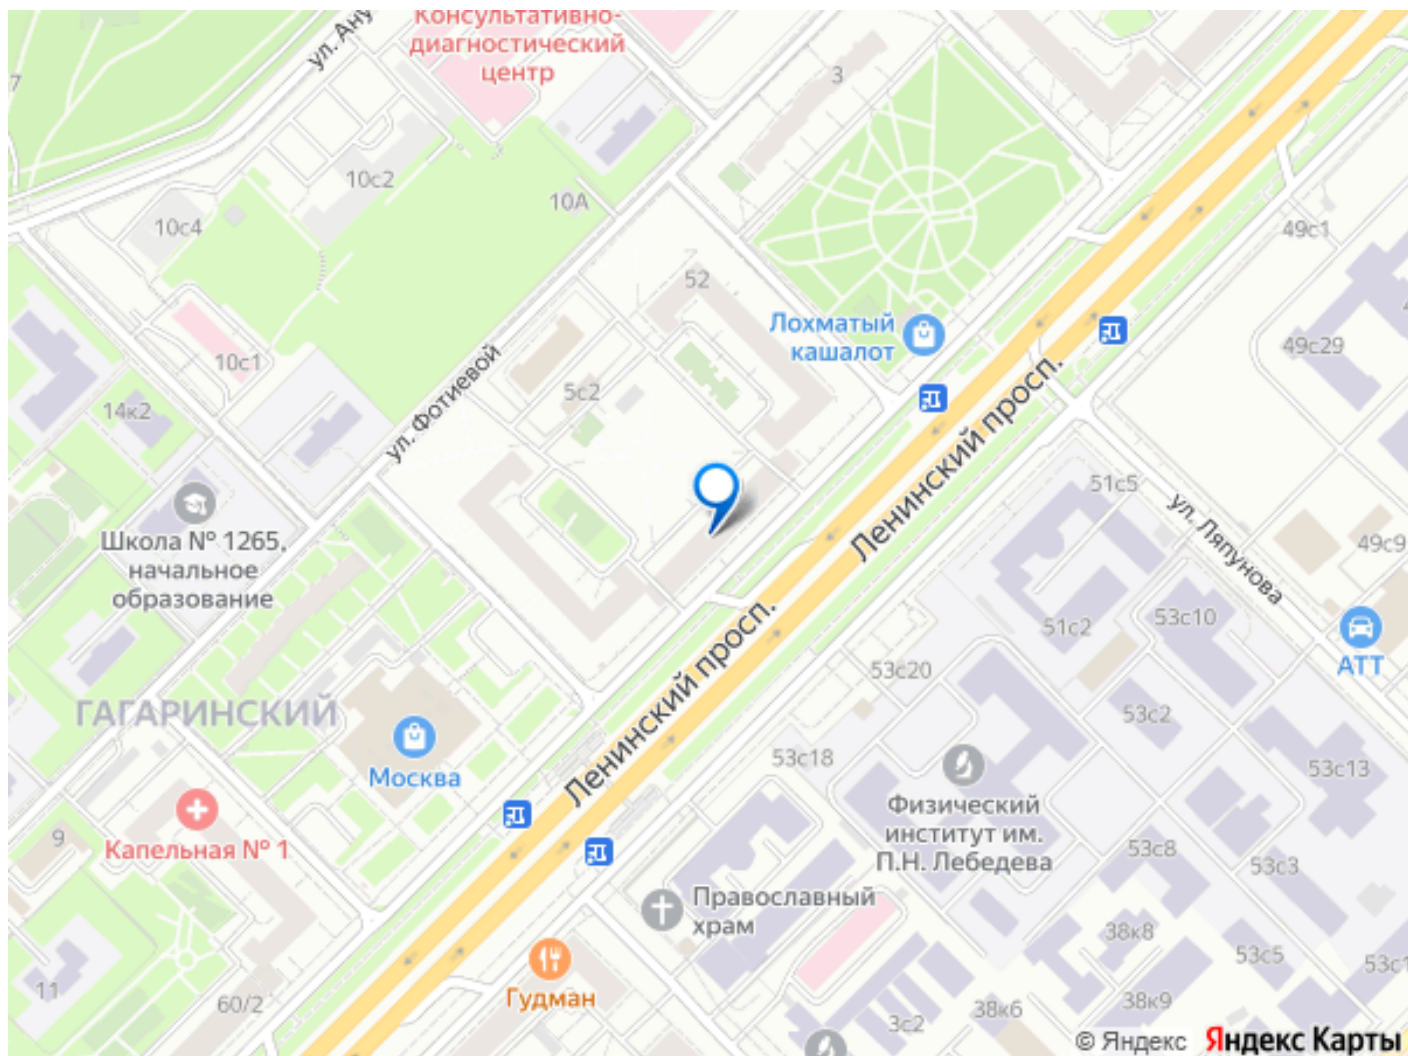 Консультативно-
диагностический
центр
ул. Ану
7
3
10с2
10А
10с4
49с1
52
Лохматый
кашалот
10с1
49с29
5с2
14к2
ул. Фотиевой
Ленинский просп.
51с5
ул. Ляпунова
49с9
Школа № 1265,
начальное
образование
51с2
53с10
АТТ
53с20
ГАГАРИНСКИЙ
Ленинский просп.
53с2
Москва
53с18
53с13
Физический
институт им.
П.Н. Лебедева
9
Капельная № 1
53с8
53с3
Православный
храм
38к8
53с5
53с1
11
Гудман
60/2
3с2
38к6
38к9
© Яндекс Яндекс Карты